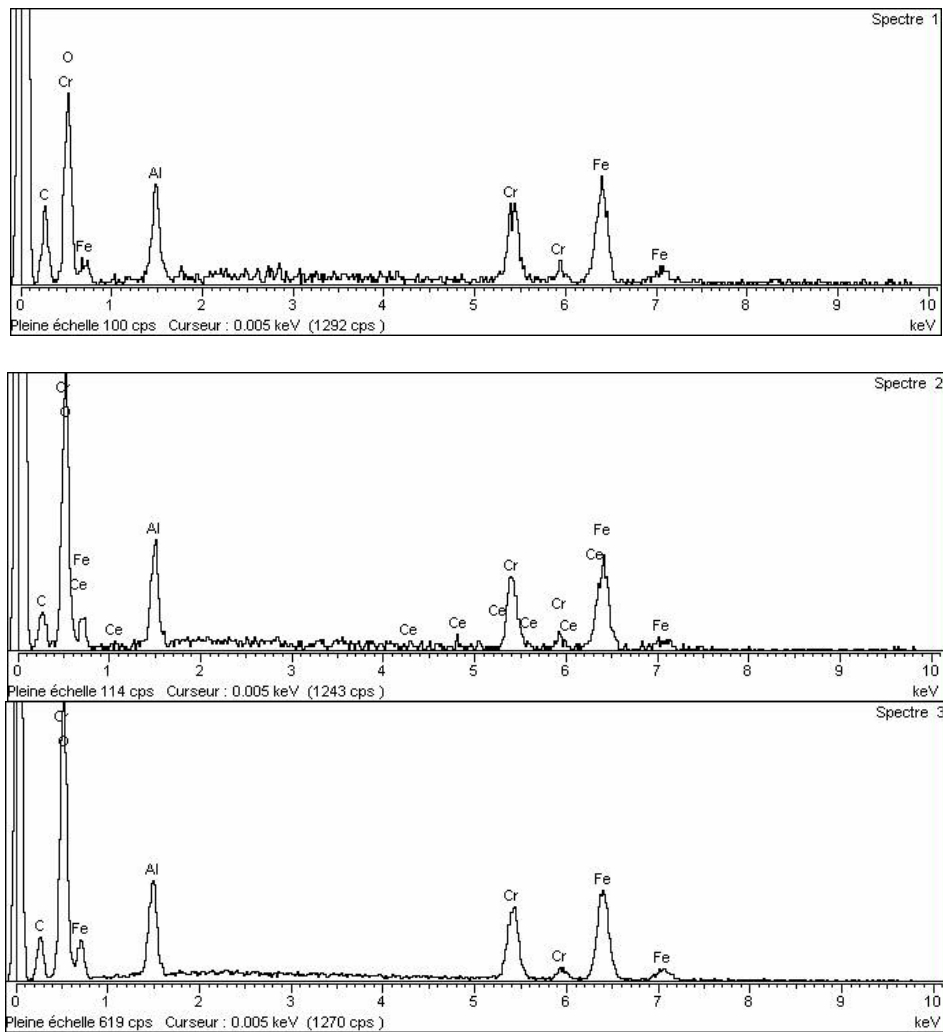 Spectre 1
O
Cr
C
Fe
Al
Cr
Cr
Fe
Fe
0 1 2 3 4 5 6 7 8 9 10
Pleine échelle 100 cps Curseur : 0.005 keV (1292 cps ) keV
Spectre 2
Cr
O
C
Fe
Ce
Ce
Al
Ce
Ce
Ce
Cr
Ce
Cr
Ce
Fe
Ce
Fe
0 1 2 3 4 5 6 7 8 9 10
Pleine échelle 114 cps Curseur : 0.005 keV (1243 cps ) keV
Spectre 3
Cr
O
C
Fe
Al
Cr
Cr
Fe
Fe
0 1 2 3 4 5 6 7 8 9 10
Pleine échelle 619 cps Curseur : 0.005 keV (1270 cps ) keV